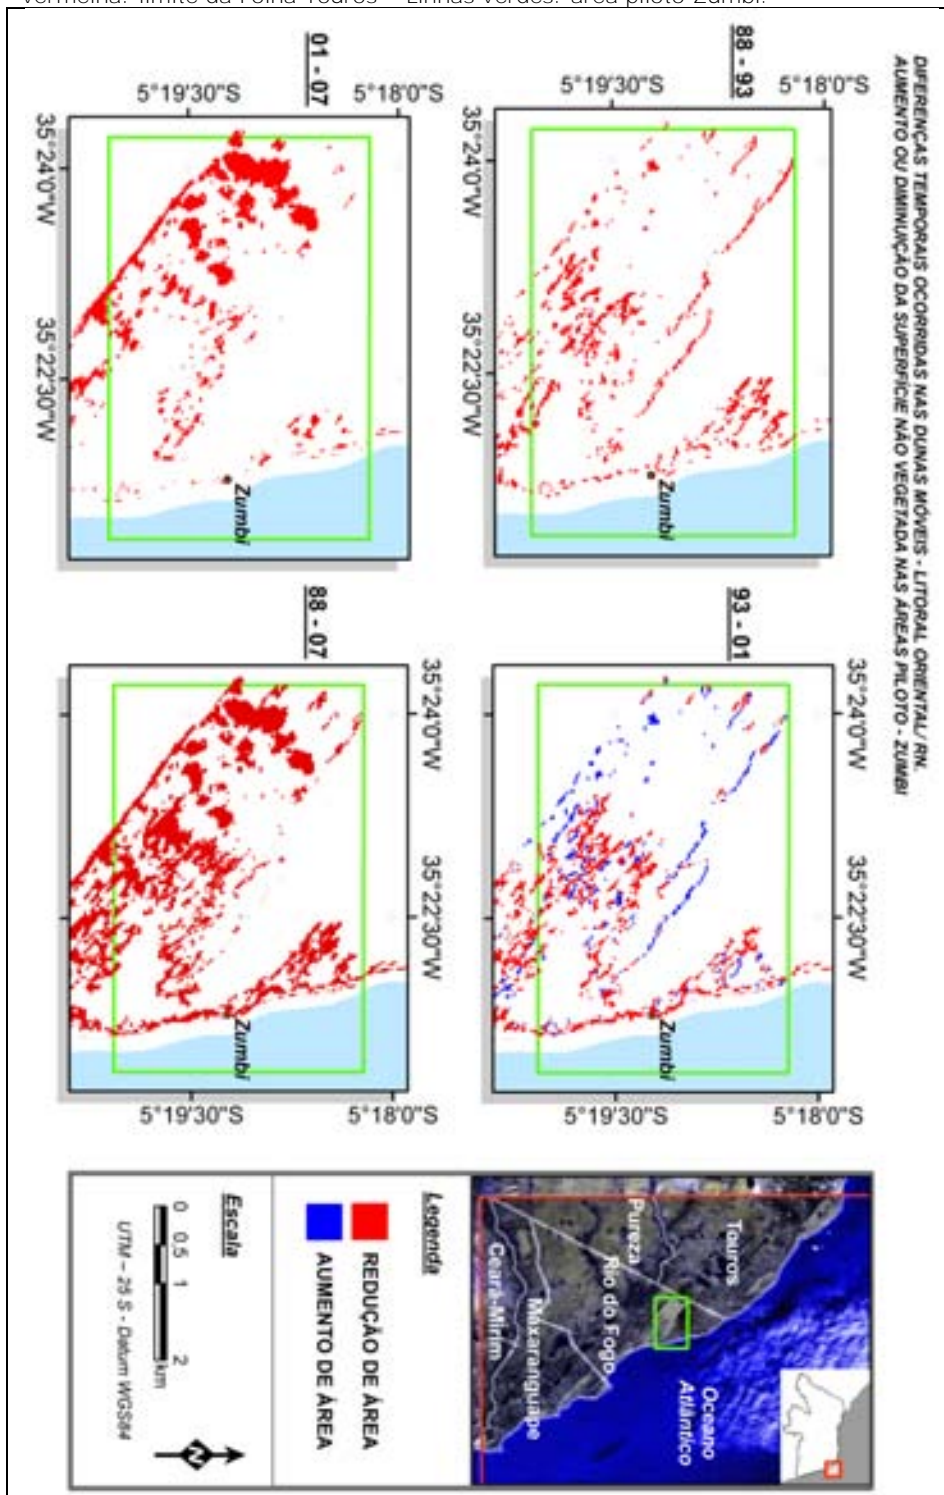 vermelha: limite da Folha Touros – Linhas verdes: área piloto Zumbi.
DIFERENÇAS TEMPORAIS OCORRIDAS NAS DUNAS MÓVEIS - LITORAL ORIENTAL/ RN.
AUMENTO OU DIMINUIÇÃO DA SUPERFÍCIE NÃO VEGETADA NAS ÁREAS PILOTO - ZUMBI
88 - 93
5°18'0"S
5°19'30"S
35°24'0"W
35°22'30"W
Zumbi
93 - 01
35°24'0"W
35°22'30"W
5°18'0"S
5°19'30"S
Zumbi
01 - 07
5°18'0"S
5°19'30"S
35°24'0"W
35°22'30"W
Zumbi
88 - 07
35°24'0"W
35°22'30"W
5°18'0"S
5°19'30"S
Zumbi
Touros
Pureza
Rio do Fogo
Maxaranguape
Ceará-Mirim
Oceano
Atlântico
Legenda
REDUÇÃO DE ÁREA
AUMENTO DE ÁREA
Escala
0 0,5 1 2
km
UTM – 25 S - Datum WGS84
N